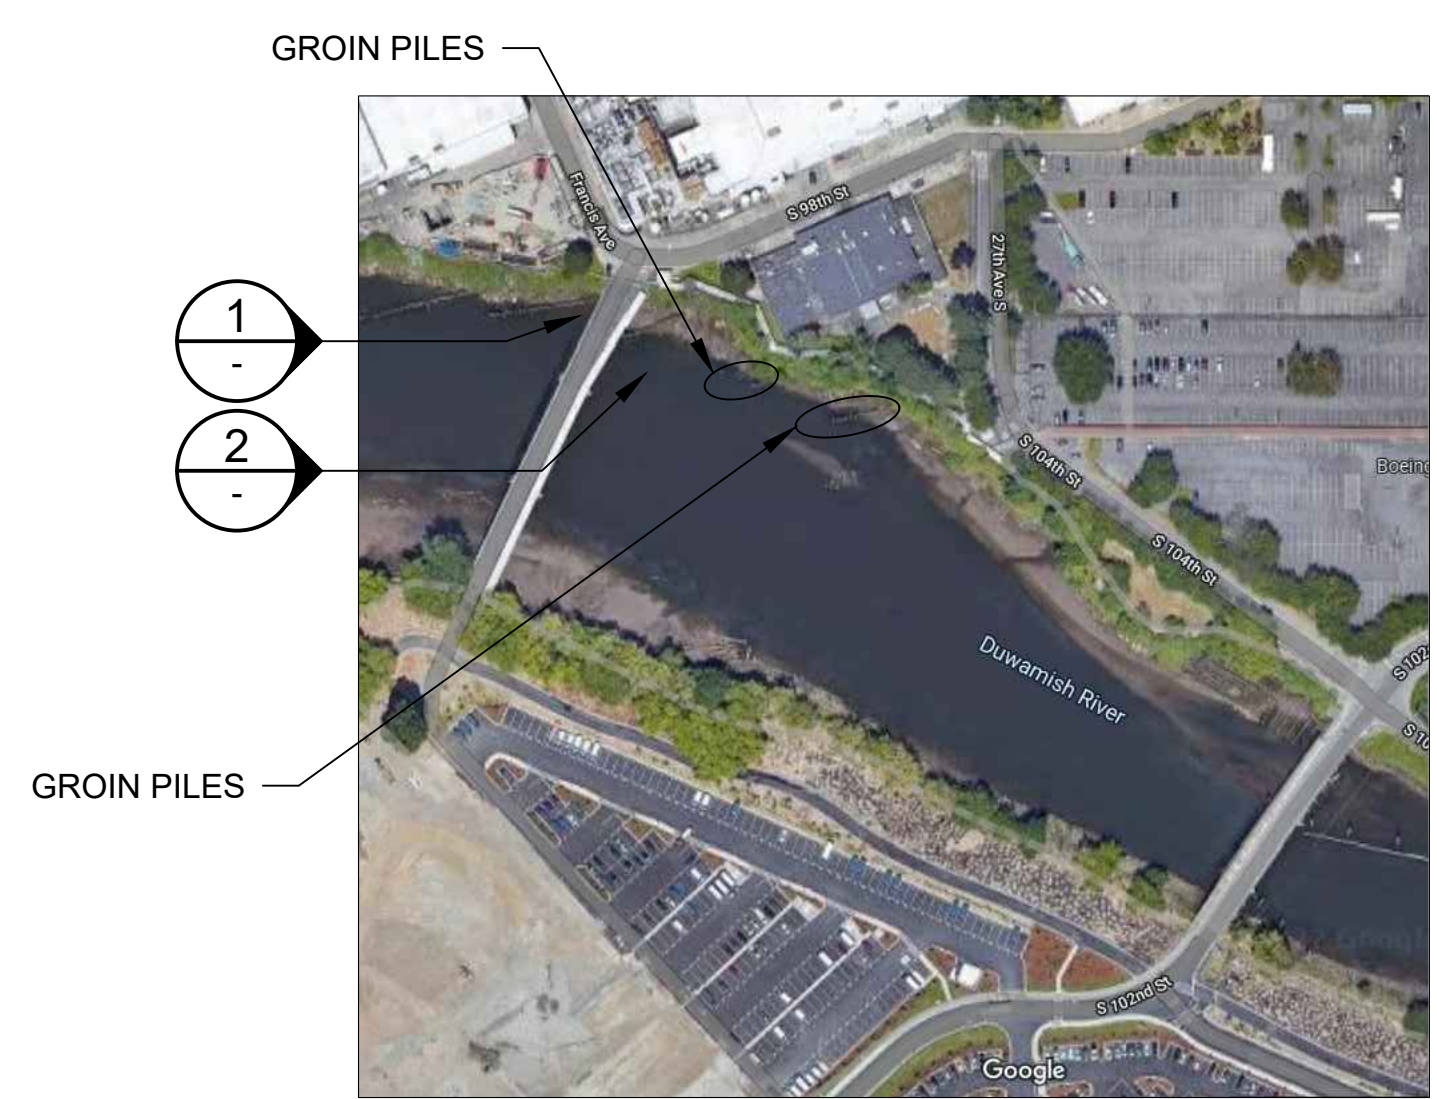 GROIN PILES
Francis Ave
S 98th St
27th Ave S
1
-
2
-
S 104th St
Boeing
S 104th St
Duwamish River
S 102
S 10
GROIN PILES
S 102nd St
Google